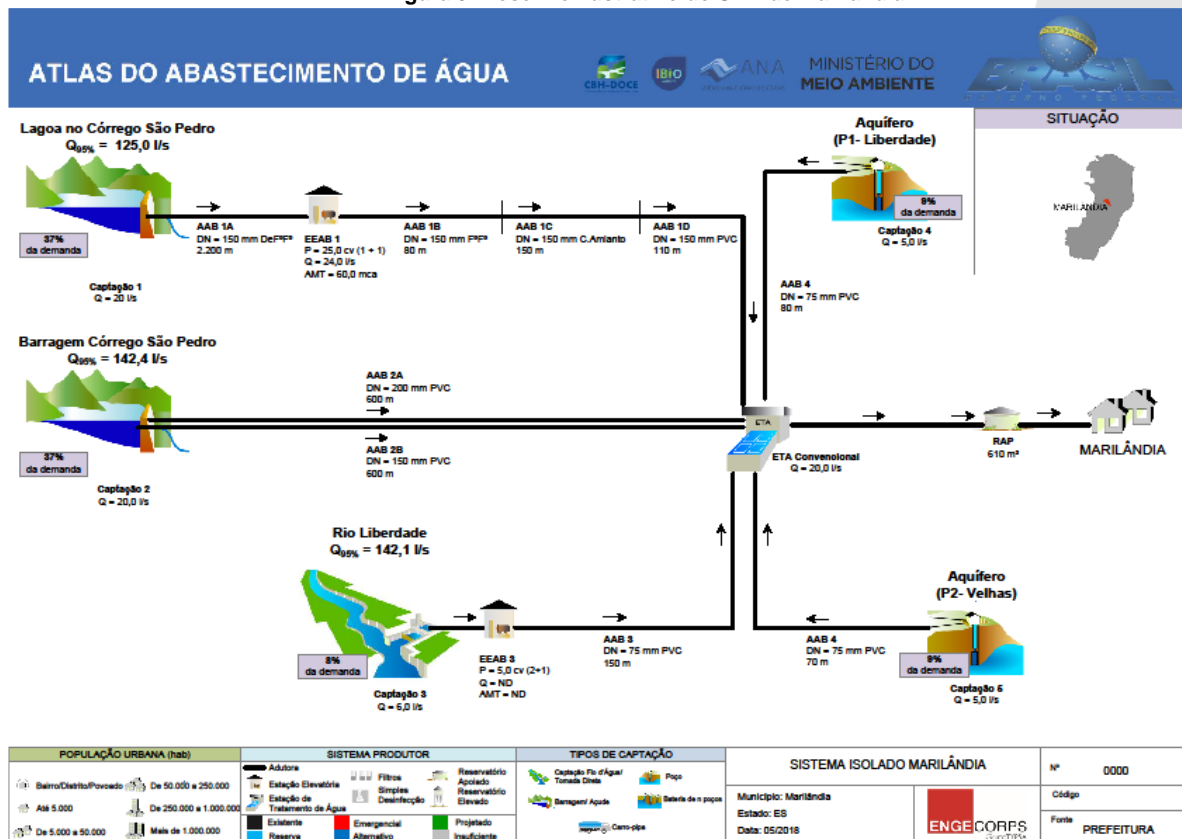 ATLAS DO ABASTECIMENTO DE ÁGUA
CBH-DOCE
IBiO
ANA
MINISTÉRIO DO
MEIO AMBIENTE
BRASIL
GOVERNO FEDERAL
SITUAÇÃO
MARILANDIA
Lagoa no Córrego São Pedro
Q95% = 125,0 l/s
37%
da demanda
Captação 1
Q = 20 l/s
AAB 1A
DN = 150 mm DeFºFº
2.200 m
EEAB 1
P = 25,0 cv (1 + 1)
Q = 24,0 l/s
AMT = 60,0 mca
AAB 1B
DN = 150 mm FºFº
80 m
AAB 1C
DN = 150 mm C.Amianto
150 m
AAB 1D
DN = 150 mm PVC
110 m
Aquífero
(P1- Liberdade)
9%
da demanda
Captação 4
Q = 5,0 l/s
AAB 4
DN = 75 mm PVC
80 m
Barragem Córrego São Pedro
Q95% = 142,4 l/s
37%
da demanda
Captação 2
Q = 20,0 l/s
AAB 2A
DN = 200 mm PVC
600 m
AAB 2B
DN = 150 mm PVC
600 m
ETA
ETA Convencional
Q = 20,0 l/s
RAP
610 m³
MARILÂNDIA
Rio Liberdade
Q95% = 142,1 l/s
8%
da demanda
Captação 3
Q = 6,0 l/s
EEAB 3
P = 5,0 cv (2+1)
Q = ND
AMT = ND
AAB 3
DN = 75 mm PVC
150 m
AAB 4
DN = 75 mm PVC
70 m
Aquífero
(P2- Velhas)
9%
da demanda
Captação 5
Q = 5,0 l/s
POPULAÇÃO URBANA (hab)
Bairro/Distrito/Povoado
De 50.000 a 250.000
Até 5.000
De 250.000 a 1.000.000
De 5.000 a 50.000
Mais de 1.000.000
SISTEMA PRODUTOR
Adutora
Estação Elevatória
Estação de
Tratamento de Água
Filtros
Simples
Desinfecção
Reservatório
Apoiado
Reservatório
Elevado
Existente
Emergencial
Projetado
Reserva
Alternativo
Insuficiente
TIPOS DE CAPTAÇÃO
Captação Fio d'Água/
Tomada Direta
Poço
Barragem/ Açude
Bateria de n poços
Carro-pipa
SISTEMA ISOLADO MARILÂNDIA
Município: Marilândia
Estado: ES
Data: 05/2018
ENGECORPS
Nº
0000
Código
Fonte
PREFEITURA